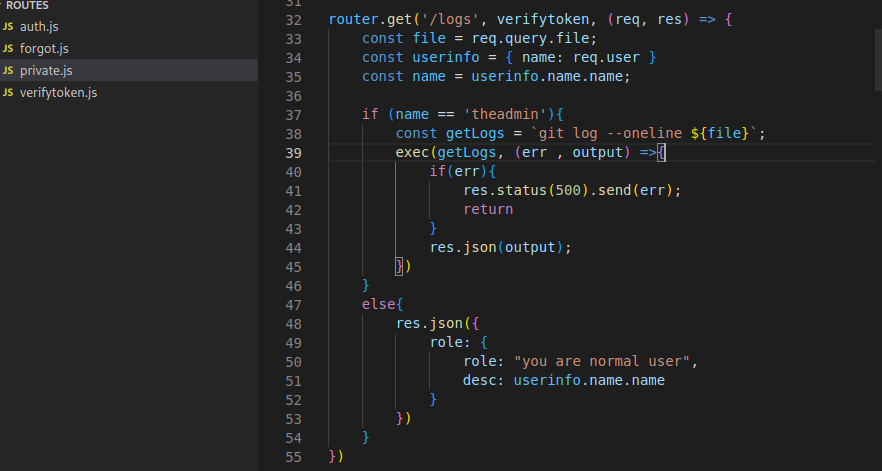 ROUTES
JS auth.js
JS forgot.js
JS private.js
JS verifytoken.js
31
32 router.get('/logs', verifytoken, (req, res) => {
33 const file = req.query.file;
34 const userinfo = { name: req.user }
35 const name = userinfo.name.name;
36
37 if (name == 'theadmin'){
38 const getLogs = `git log --oneline ${file}`;
39 exec(getLogs, (err , output) =>{
40 if(err){
41 res.status(500).send(err);
42 return
43 }
44 res.json(output);
45 })
46 }
47 else{
48 res.json({
49 role: {
50 role: "you are normal user",
51 desc: userinfo.name.name
52 }
53 })
54 }
55 })